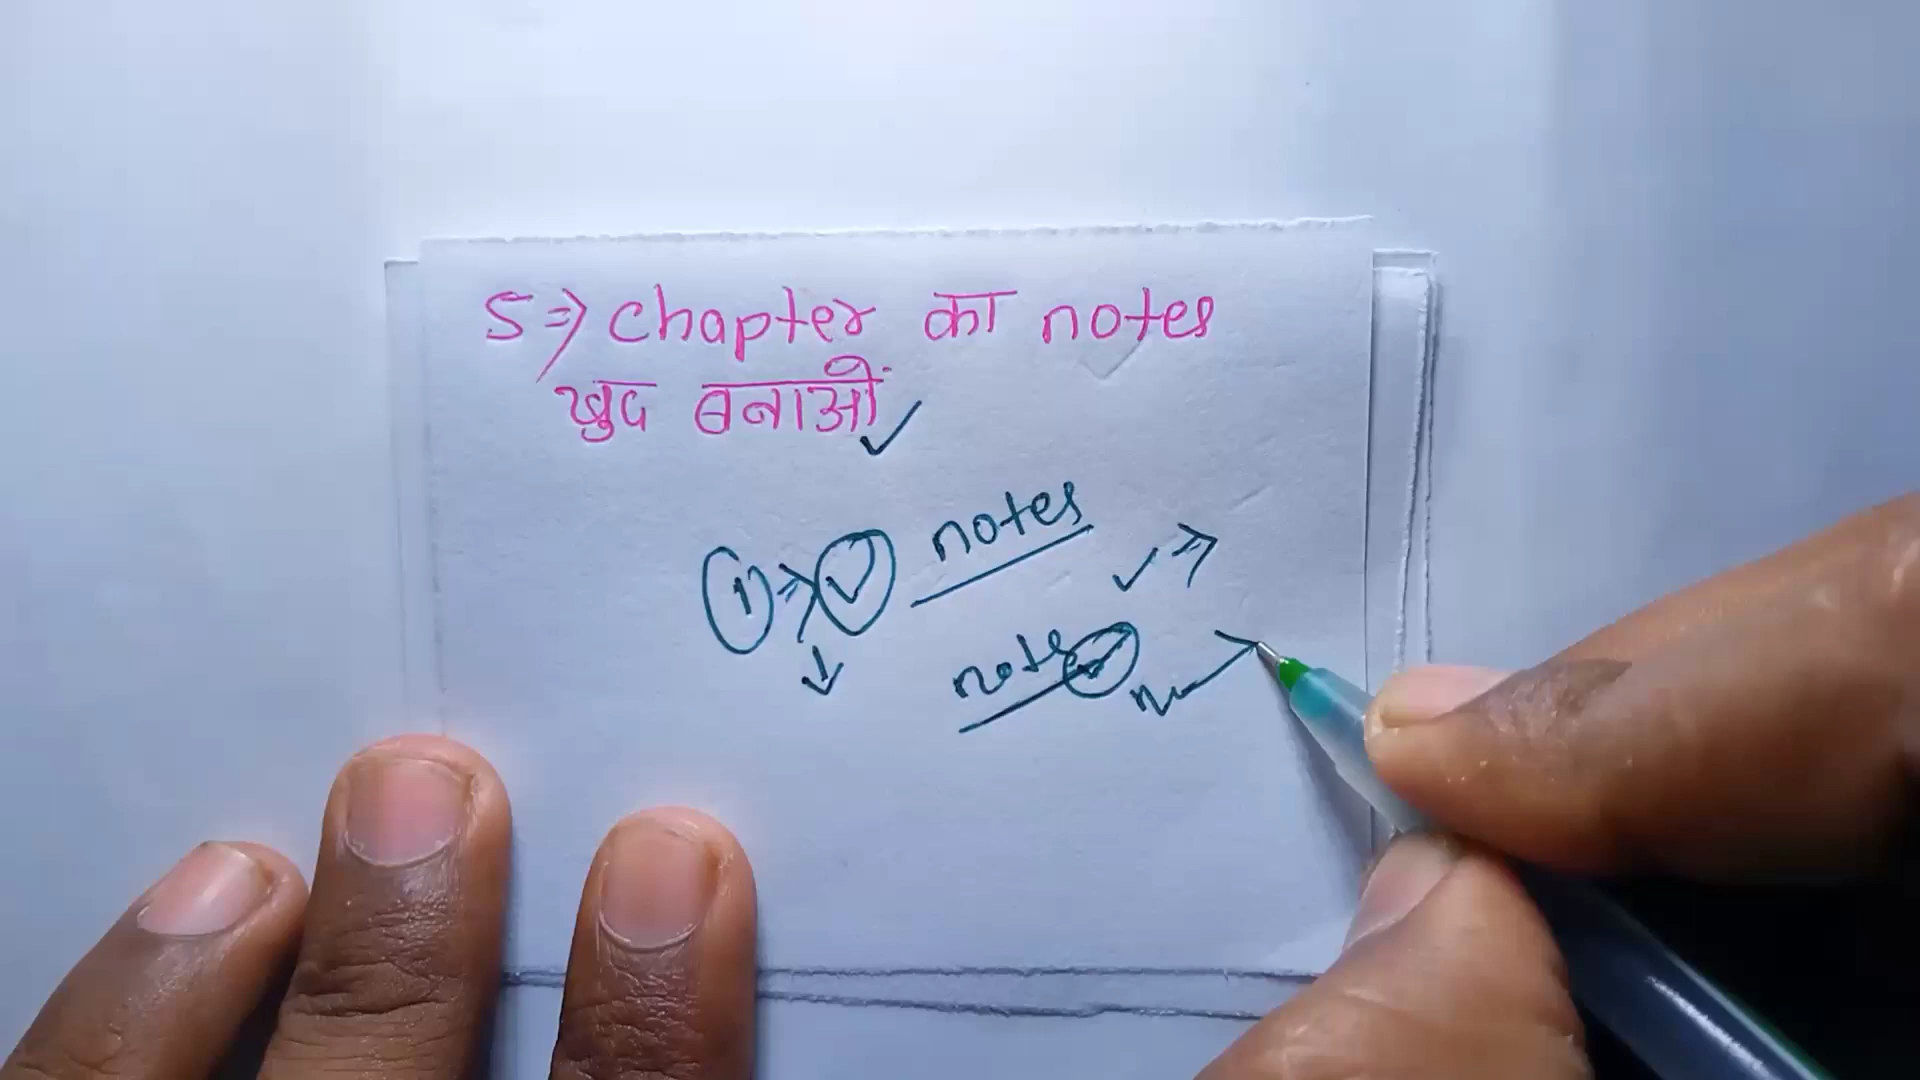 5⇒ chapter का notes
खुद बनाओं
1 ⇒ notes
notes